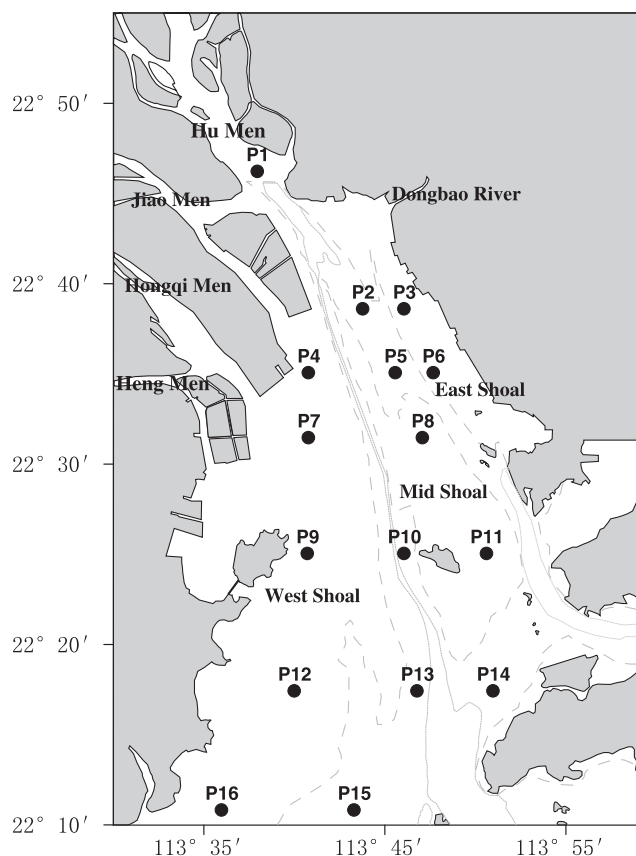 22° 50′
Hu Men
P1
Jiao Men
Dongbao River
22° 40′
Hongqi Men
P2 P3
P4 P5 P6
Heng Men
East Shoal
P7 P8
22° 30′
Mid Shoal
P9 P10 P11
West Shoal
22° 20′
P12 P13 P14
P16 P15
22° 10′
113° 35′ 113° 45′ 113° 55′